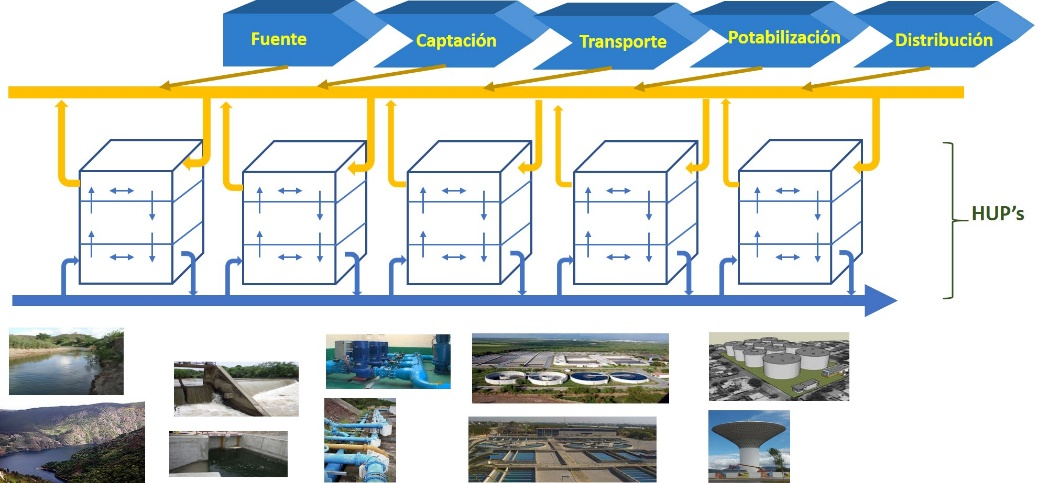 Fuente
Captación
Transporte
Potabilización
Distribución
HUP's